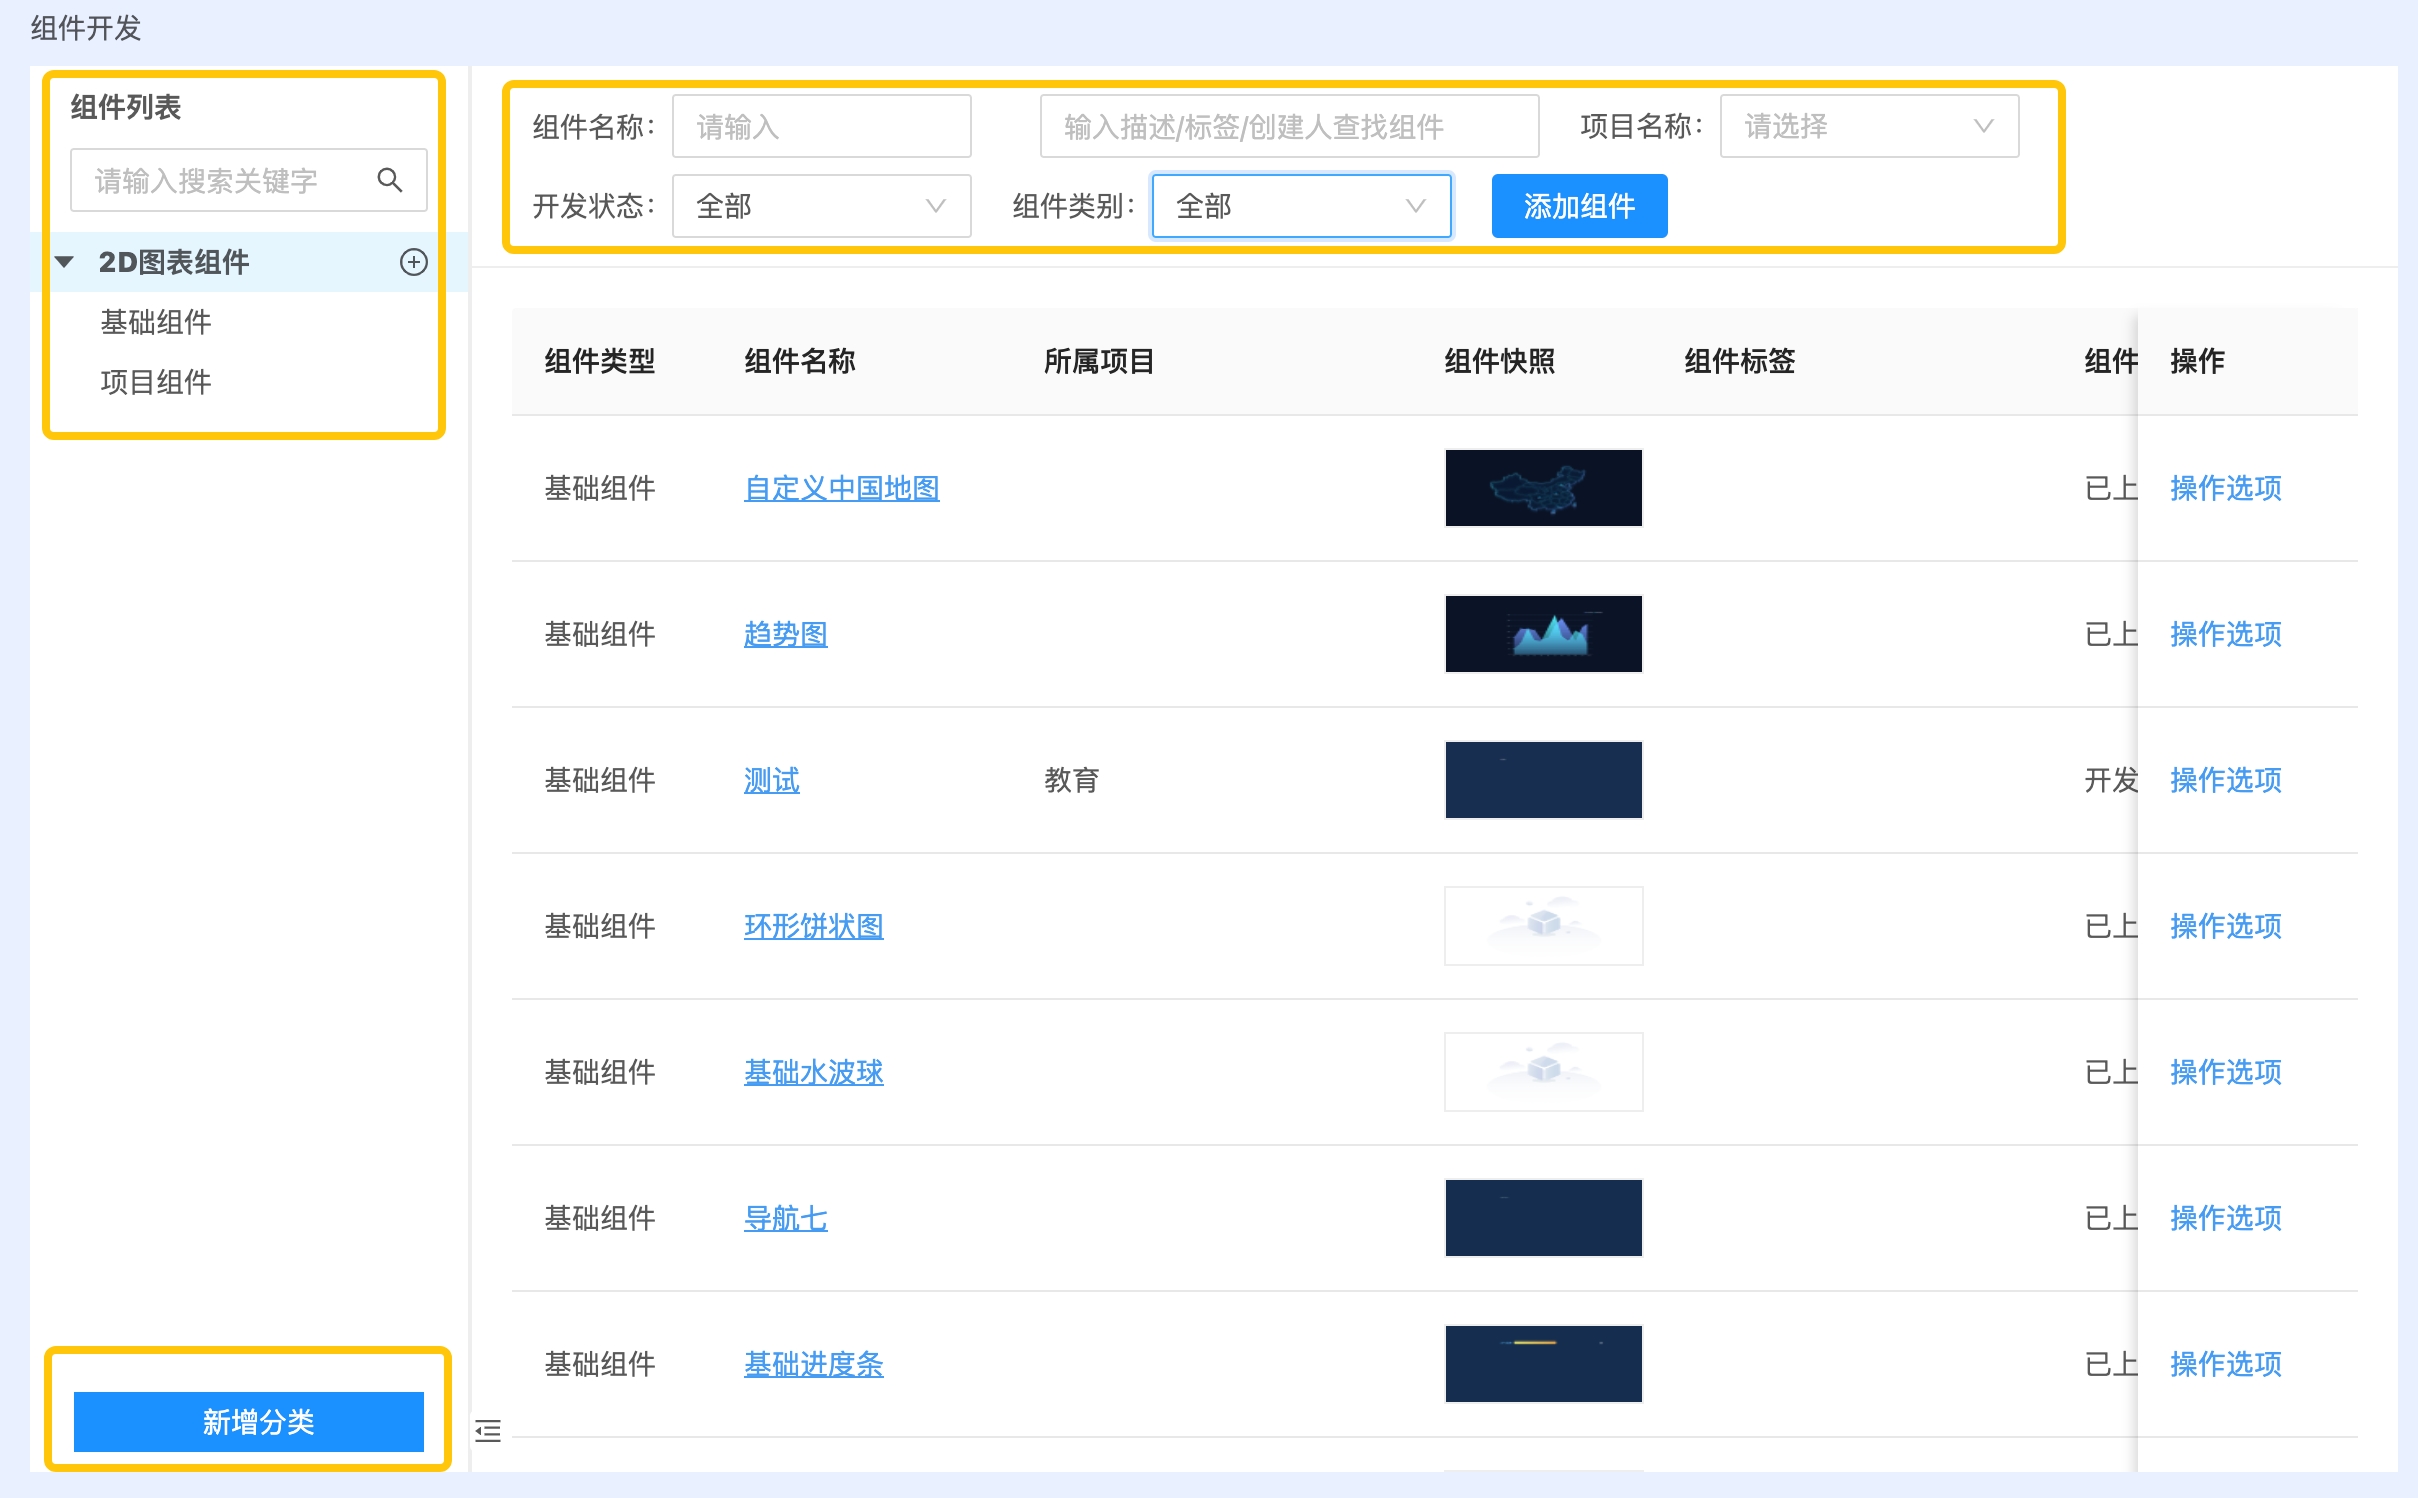 组件开发
组件列表
请输入搜索关键字
2D图表组件
基础组件
项目组件
新增分类
组件名称： 请输入 输入描述/标签/创建人查找组件 项目名称： 请选择
开发状态： 全部 组件类别： 全部 添加组件
组件类型 组件名称 所属项目 组件快照 组件标签 组件 操作
基础组件 自定义中国地图 已上 操作选项
基础组件 趋势图 已上 操作选项
基础组件 测试 教育 开发 操作选项
基础组件 环形饼状图 已上 操作选项
基础组件 基础水波球 已上 操作选项
基础组件 导航七 已上 操作选项
基础组件 基础进度条 已上 操作选项